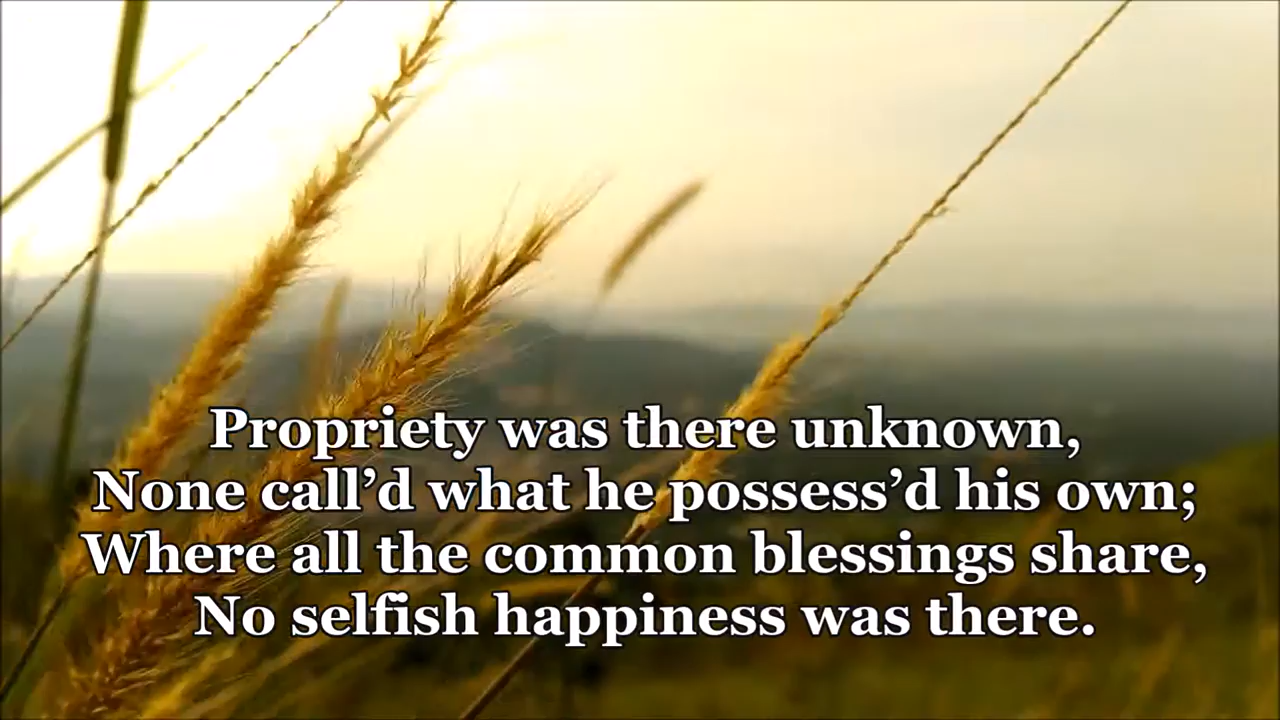 Propriety was there unknown,
None call’d what he possess’d his own;
Where all the common blessings share,
No selfish happiness was there.